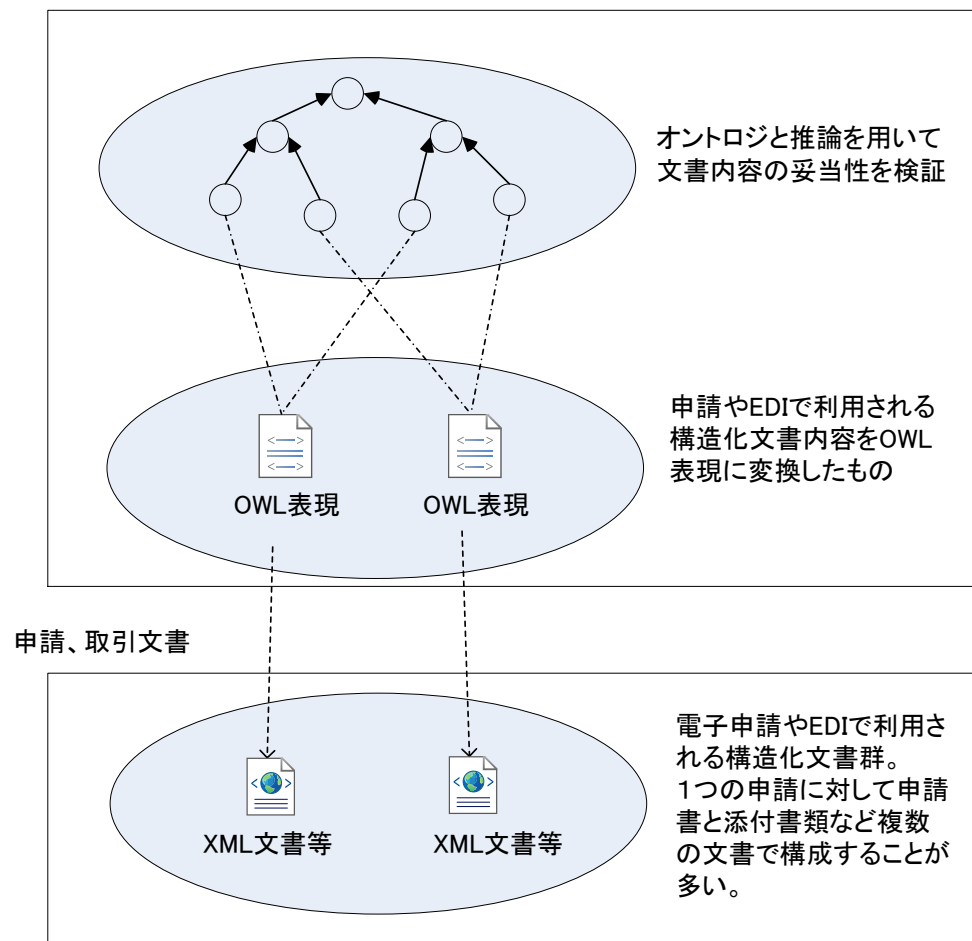 オントロジと推論を用いて
文書内容の妥当性を検証
申請やEDIで利用される
構造化文書内容をOWL
表現に変換したもの
OWL表現
OWL表現
申請、取引文書
電子申請やEDIで利用さ
れる構造化文書群。
１つの申請に対して申請
書と添付書類など複数
の文書で構成することが
多い。
XML文書等
XML文書等